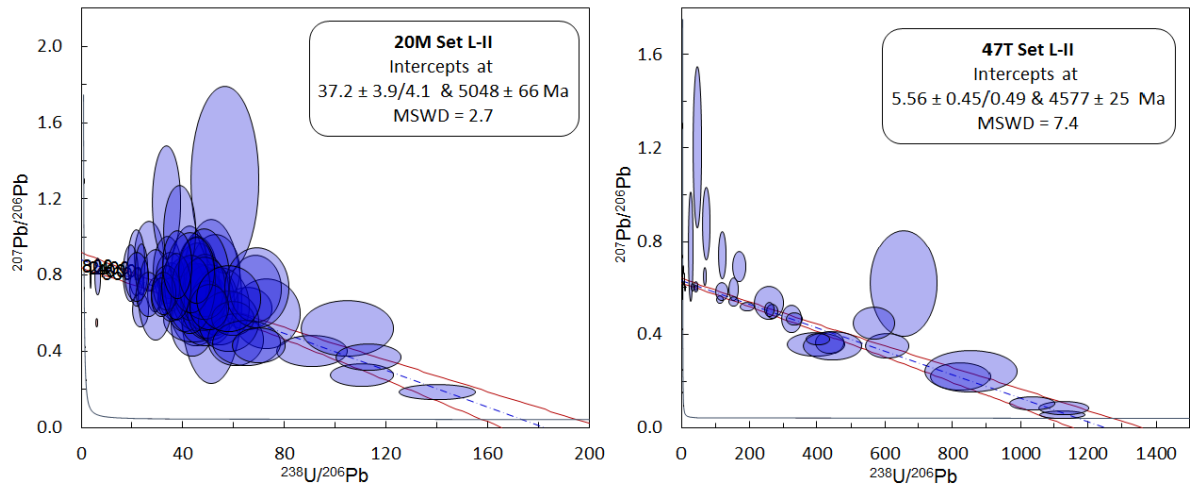 20M Set L-II
Intercepts at
37.2 ± 3.9/4.1 & 5048 ± 66 Ma
MSWD = 2.7
2.0
1.6
1.2
0.8
0.4
0.0
0
40
80
120
160
200
207Pb/206Pb
238U/206Pb
47T Set L-II
Intercepts at
5.56 ± 0.45/0.49 & 4577 ± 25 Ma
MSWD = 7.4
1.6
1.2
0.8
0.4
0.0
0
200
400
600
800
1000
1200
1400
207Pb/206Pb
238U/206Pb